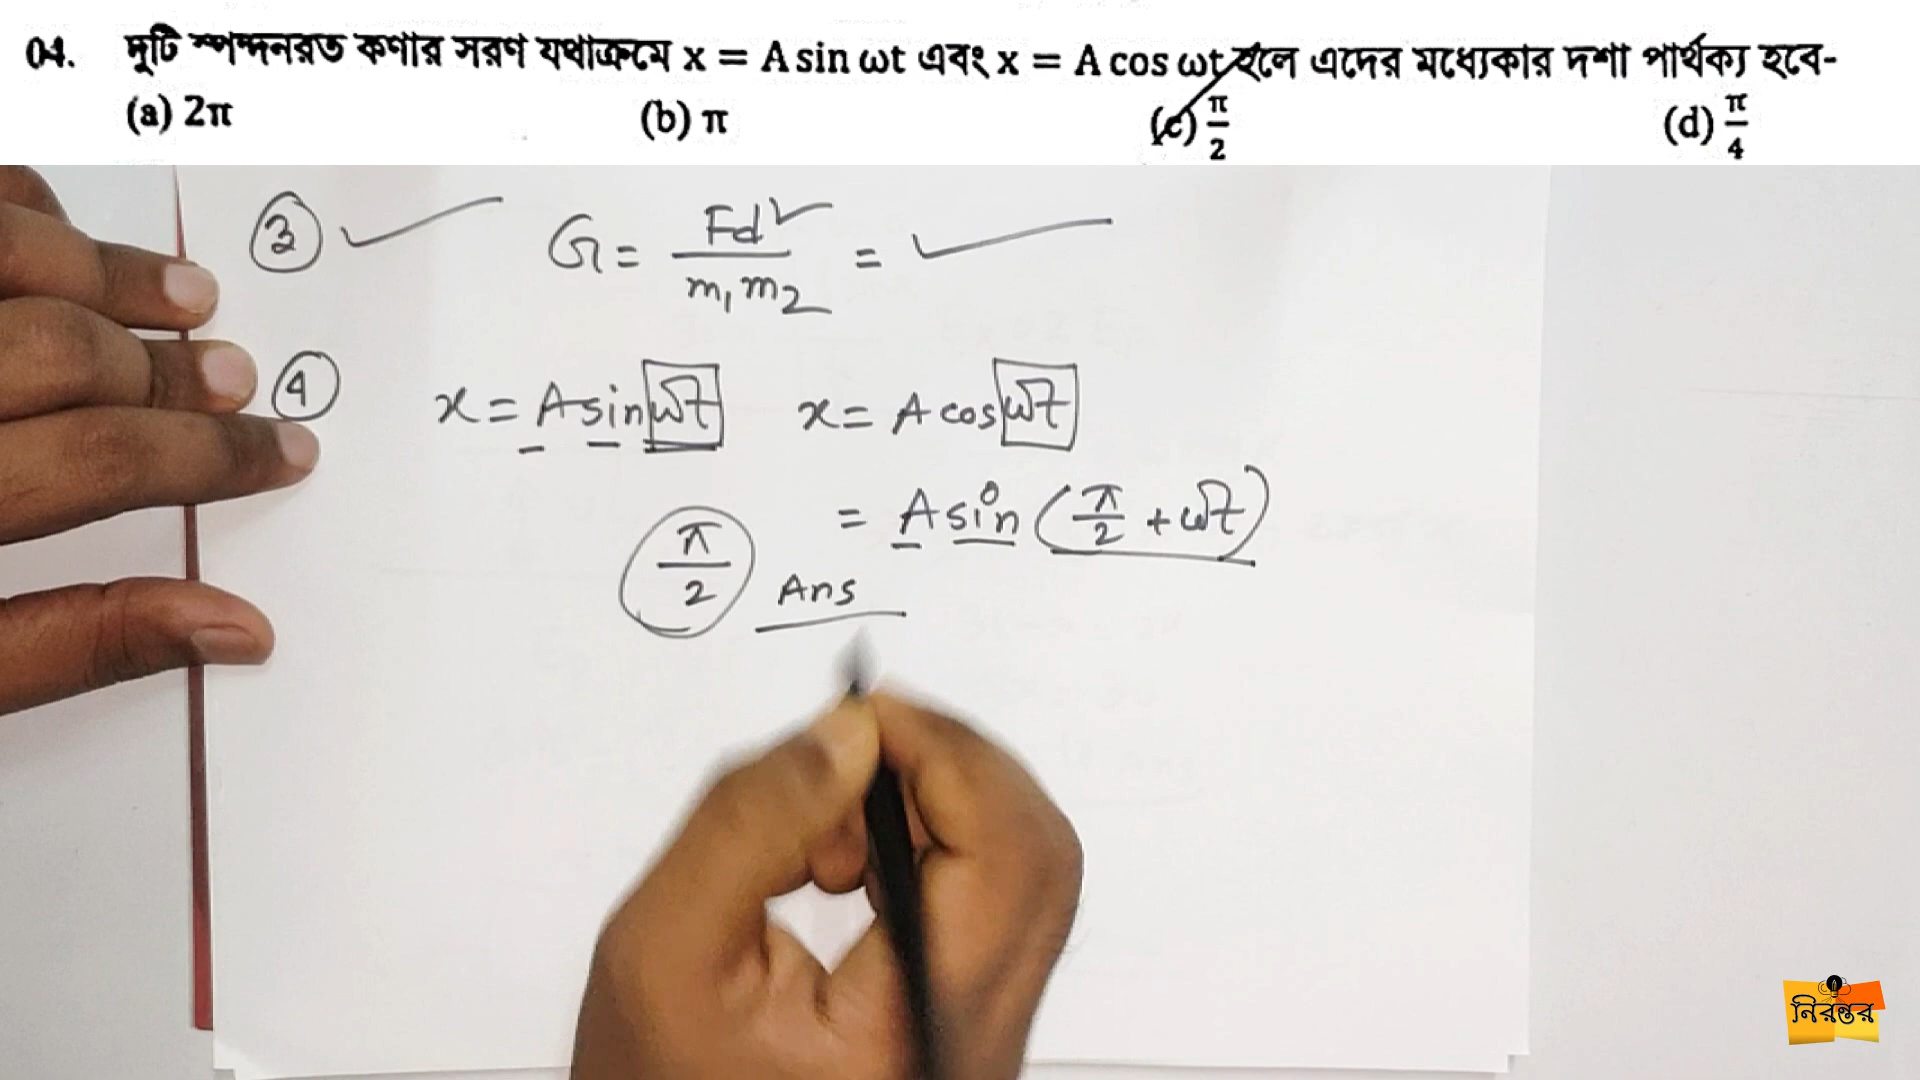 04. দুটি স্পন্দনরত কণার সরণ যথাক্রমে x = A sin ωt এবং x = A cos ωt হলে এদের মধ্যেকার দশা পার্থক্য হবে-
(a) 2π (b) π (c) π/2 (d) π/4
3 G = Fd² / m₁m₂ =
4 x = A sin ωt x = A cos ωt
= A sin (π/2 + ωt)
π/2 Ans
নিরন্তর